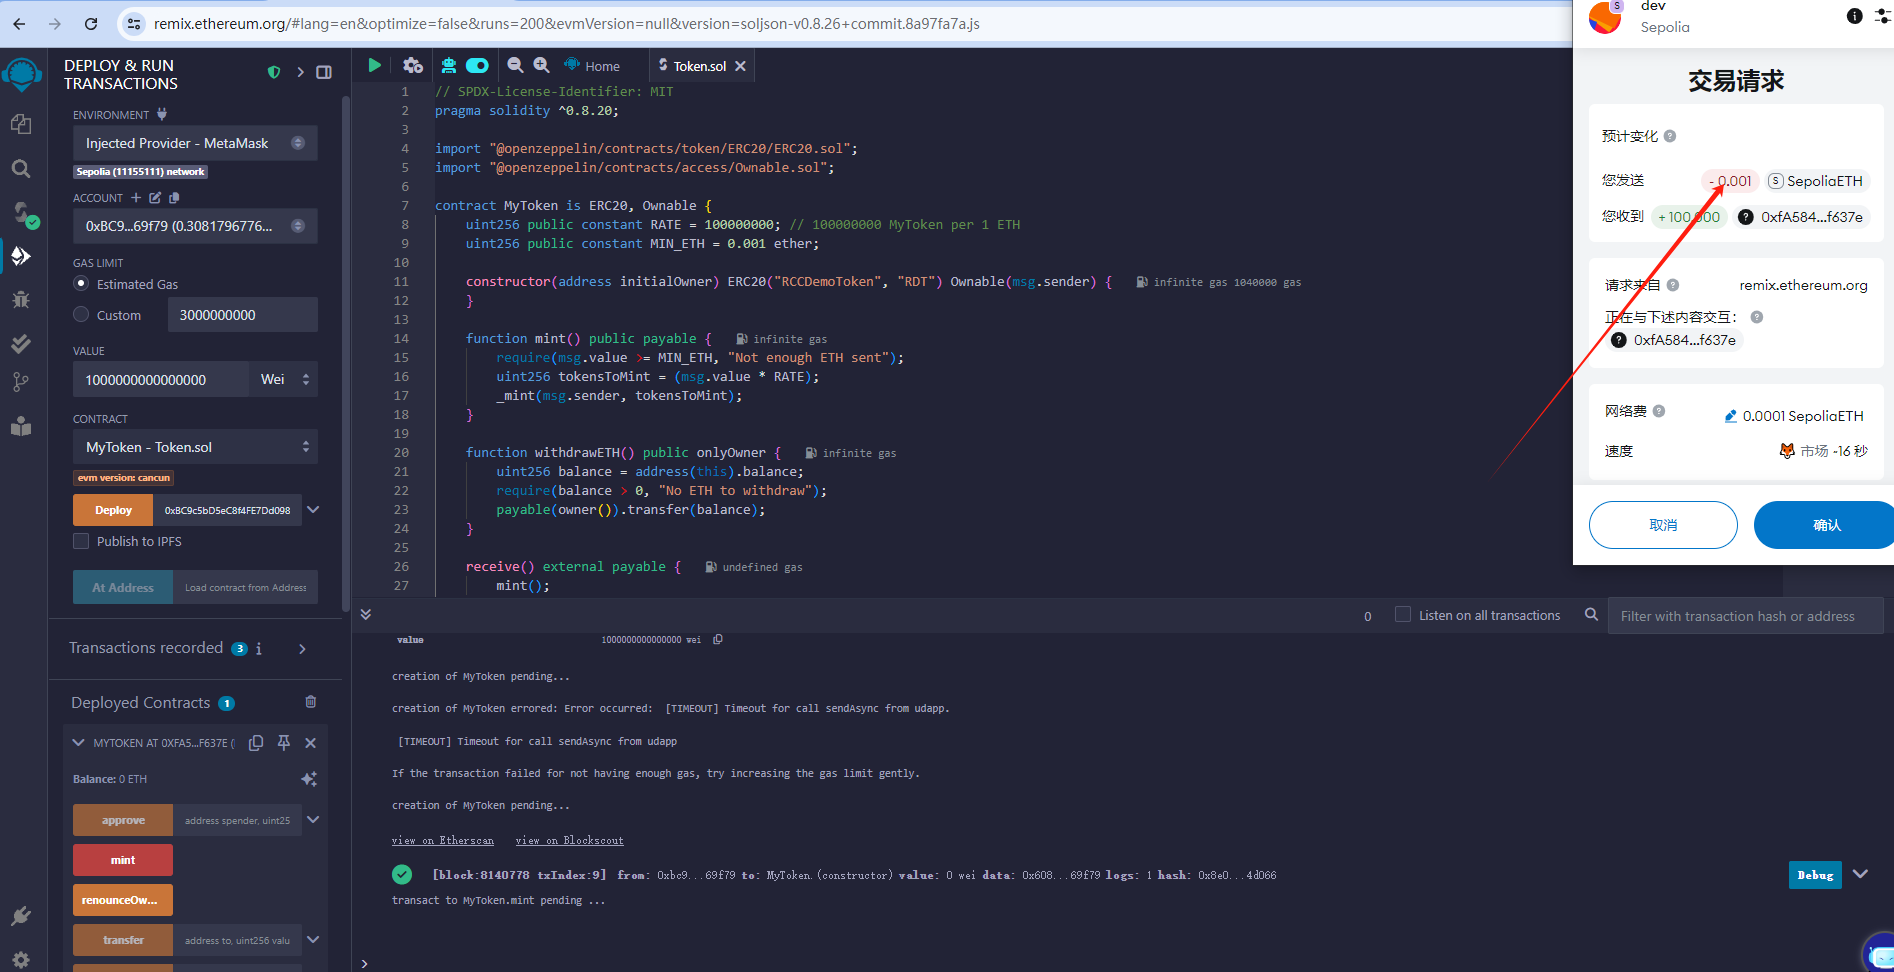 remix.ethereum.org/#lang=en&optimize=false&runs=200&evmVersion=null&version=soljson-v0.8.26+commit.8a97fa7a.js
DEPLOY & RUN
TRANSACTIONS
ENVIRONMENT
Injected Provider - MetaMask
Sepolia (11155111) network
ACCOUNT
0xBC9...69f79 (0.3081796776...
GAS LIMIT
Estimated Gas
Custom
3000000000
VALUE
1000000000000000
Wei
CONTRACT
MyToken - Token.sol
evm version: cancun
Deploy
0xBC9c5bD5eC8f4FE7Dd098
Publish to IPFS
At Address
Load contract from Address
Transactions recorded 3 i
Deployed Contracts 1
MYTOKEN AT 0XFA5...F637E (
Balance: 0 ETH
approve
address spender, uint25
mint
renounceOw...
transfer
address to, uint256 valu
Home
Token.sol
1 // SPDX-License-Identifier: MIT
2 pragma solidity ^0.8.20;
3
4 import "@openzeppelin/contracts/token/ERC20/ERC20.sol";
5 import "@openzeppelin/contracts/access/Ownable.sol";
6
7 contract MyToken is ERC20, Ownable {
8 uint256 public constant RATE = 100000000; // 100000000 MyToken per 1 ETH
9 uint256 public constant MIN_ETH = 0.001 ether;
10
11 constructor(address initialOwner) ERC20("RCCDemoToken", "RDT") Ownable(msg.sender) { infinite gas 1040000 gas
12 }
13
14 function mint() public payable { infinite gas
15 require(msg.value >= MIN_ETH, "Not enough ETH sent");
16 uint256 tokensToMint = (msg.value * RATE);
17 _mint(msg.sender, tokensToMint);
18 }
19
20 function withdrawETH() public onlyOwner { infinite gas
21 uint256 balance = address(this).balance;
22 require(balance > 0, "No ETH to withdraw");
23 payable(owner()).transfer(balance);
24 }
25
26 receive() external payable { undefined gas
27 mint();
0
Listen on all transactions
Filter with transaction hash or address
value 1000000000000000 wei
creation of MyToken pending...
creation of MyToken errored: Error occurred: [TIMEOUT] Timeout for call sendAsync from udapp.
[TIMEOUT] Timeout for call sendAsync from udapp
If the transaction failed for not having enough gas, try increasing the gas limit gently.
creation of MyToken pending...
view on Etherscan view on Blockscout
[block:8140778 txIndex:9] from: 0xbc9...69f79 to: MyToken.(constructor) value: 0 wei data: 0x608...69f79 logs: 1 hash: 0x8e0...4d066
Debug
transact to MyToken.mint pending ...
>
S
dev
Sepolia
交易请求
预计变化
您发送 - 0.001 S SepoliaETH
您收到 + 100,000 ? 0xfA584...f637e
请求来自 remix.ethereum.org
正在与下述内容交互：
? 0xfA584...f637e
网络费 0.0001 SepoliaETH
速度 市场 ~16 秒
取消
确认